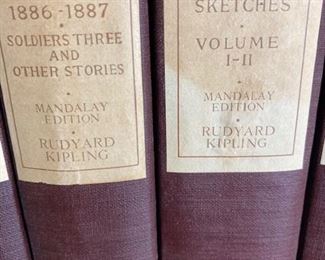 1886-1887
SOLDIERS THREE
AND
OTHER STORIES
MANDALAY
EDITION
RUDYARD
KIPLING
SKETCHES
VOLUME
I-II
MANDALAY
EDITION
RUDYARD
KIPLING